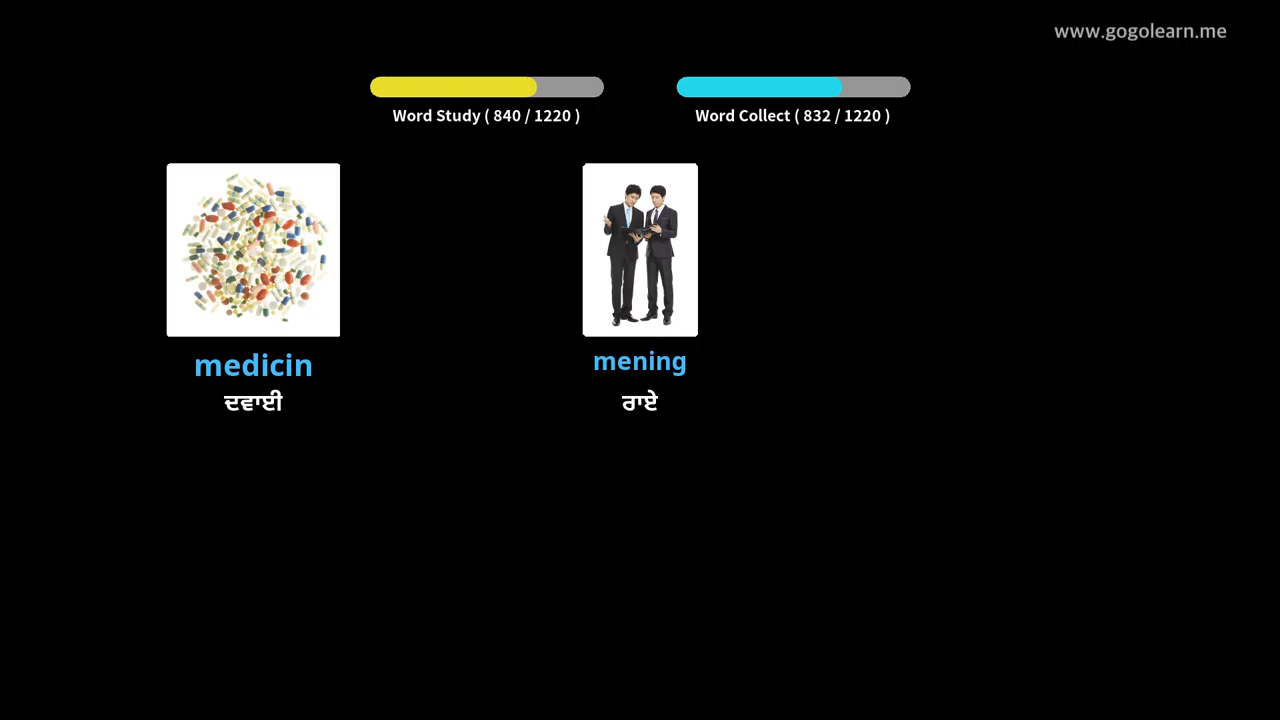 www.gogolearn.me
Word Study ( 840 / 1220 )
Word Collect ( 832 / 1220 )
medicin
ਦਵਾਈ
mening
ਰਾਏ